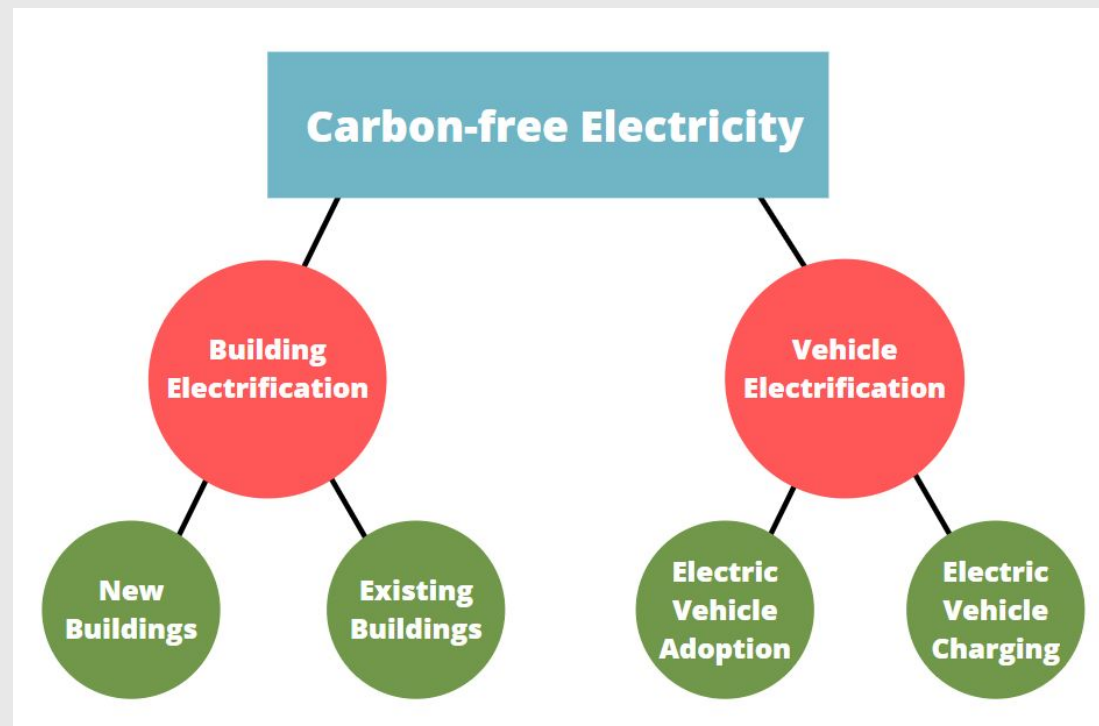 Carbon-free Electricity
Building
Electrification
Vehicle
Electrification
New
Buildings
Existing
Buildings
Electric
Vehicle
Adoption
Electric
Vehicle
Charging